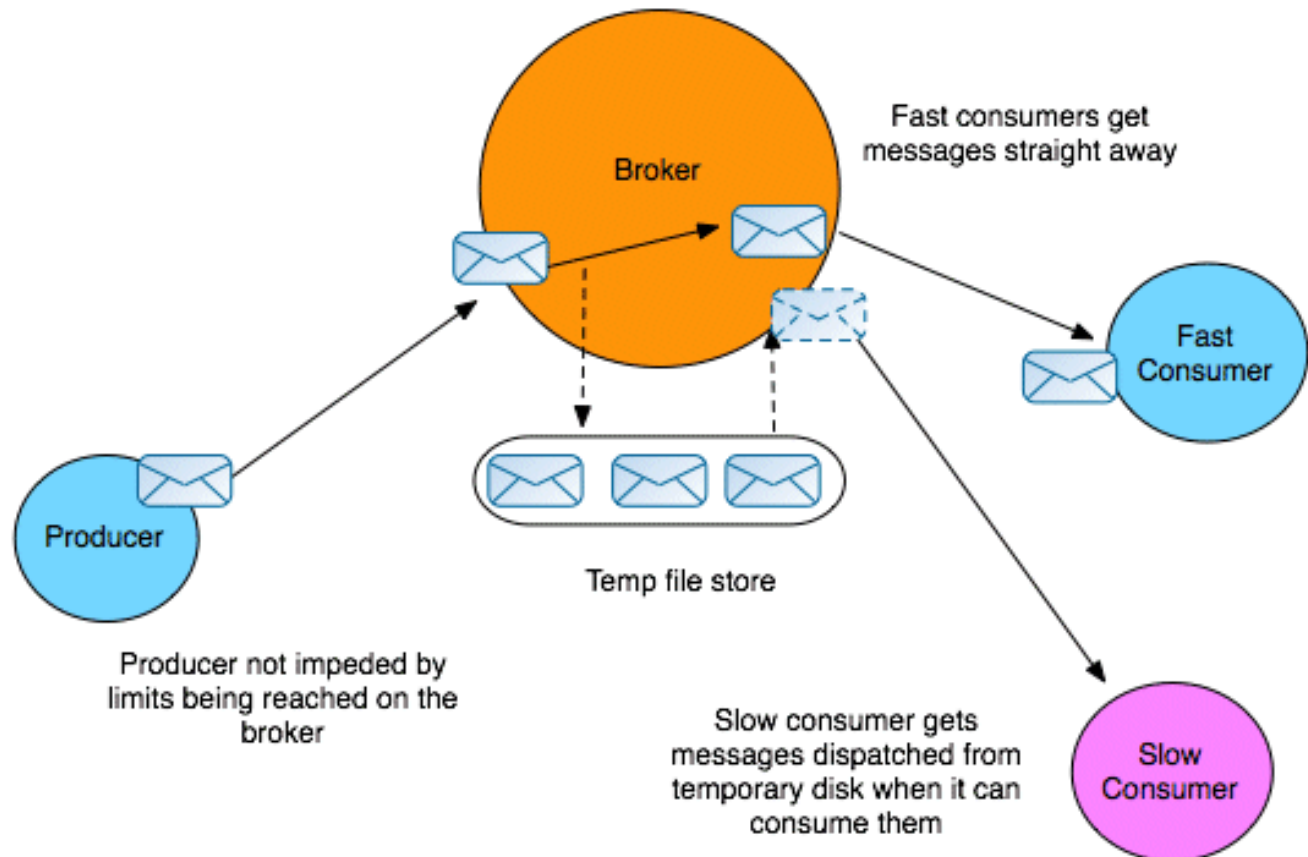 Broker
Fast consumers get
messages straight away
Fast
Consumer
Producer
Temp file store
Producer not impeded by
limits being reached on the
broker
Slow consumer gets
messages dispatched from
temporary disk when it can
consume them
Slow
Consumer